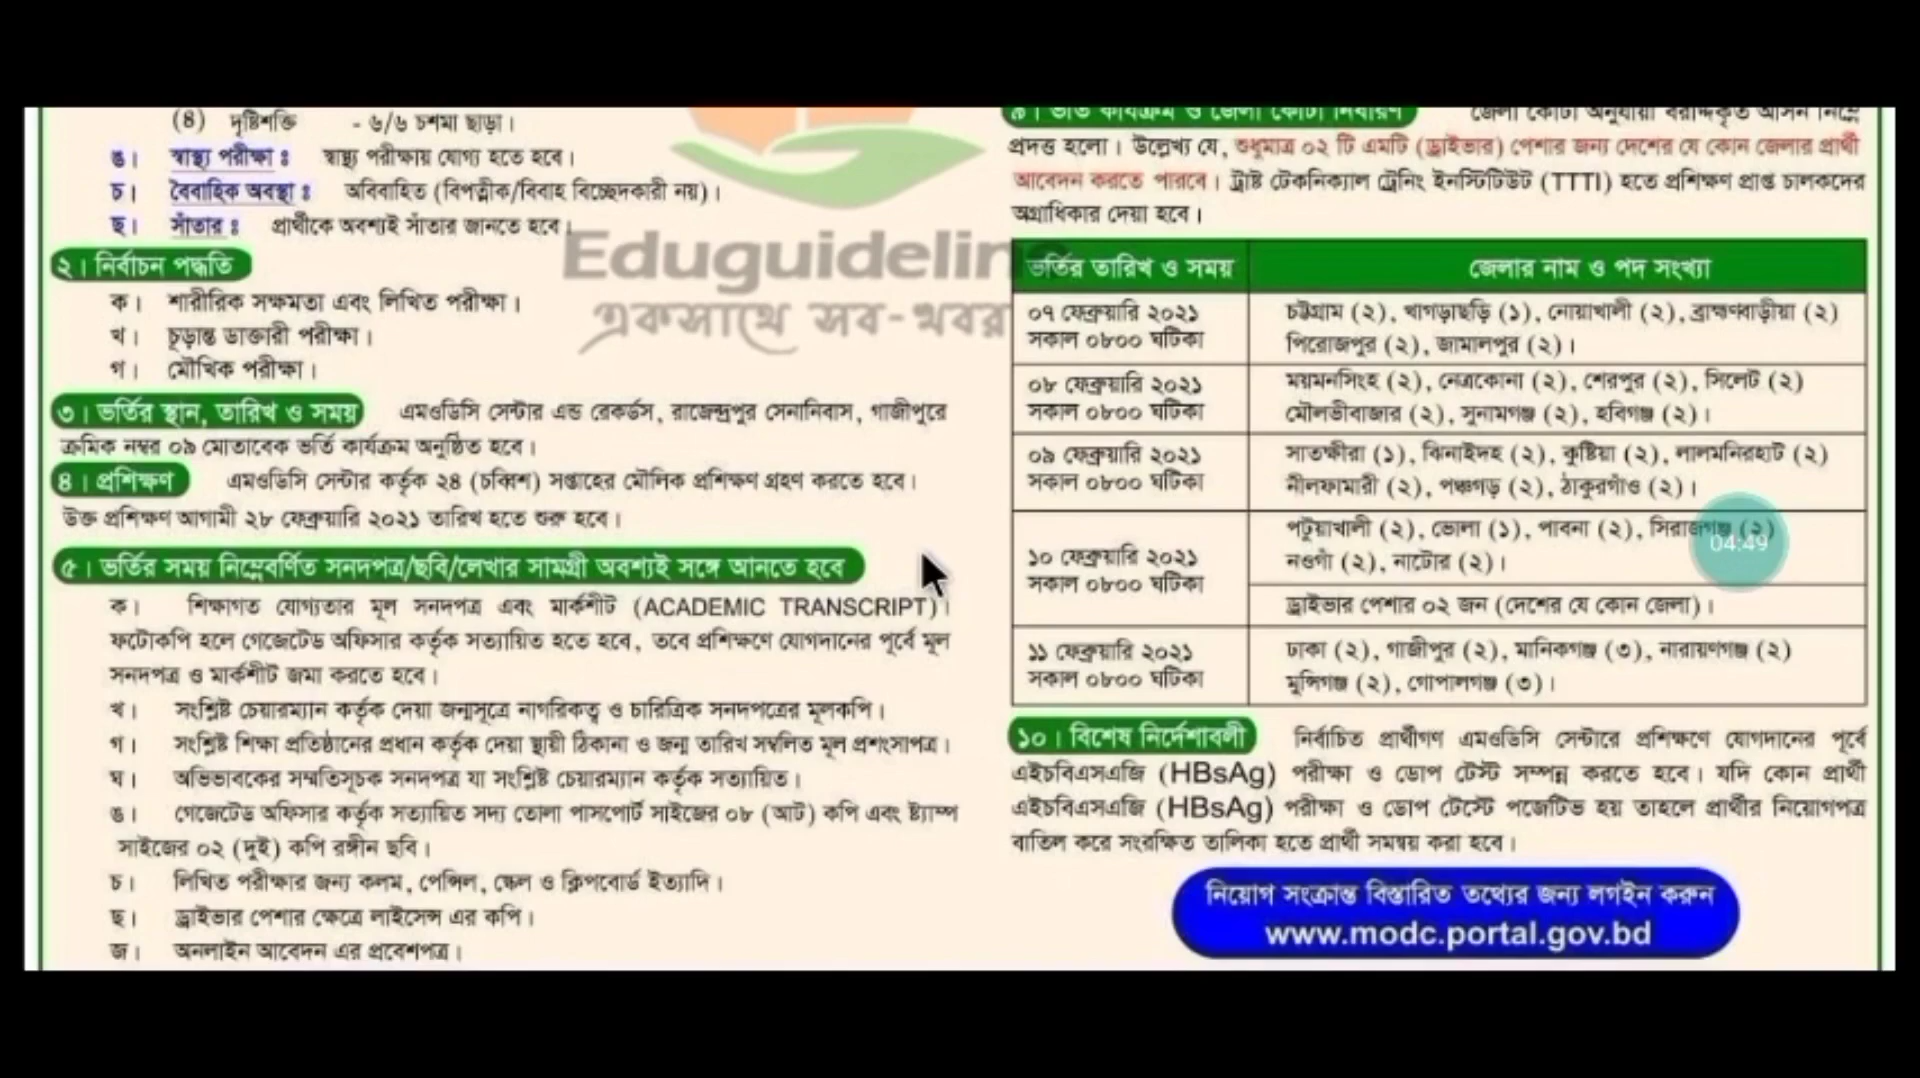 (৪) দৃষ্টিশক্তি - ৬/৬ চশমা ছাড়া।
ঙ। স্বাস্থ্য পরীক্ষা ঃ স্বাস্থ্য পরীক্ষায় যোগ্য হতে হবে।
চ। বৈবাহিক অবস্থা ঃ অবিবাহিত (বিপত্নীক/বিবাহ বিচ্ছেদকারী নয়)।
ছ। সাঁতার ঃ প্রার্থীকে অবশ্যই সাঁতার জানতে হবে।
২। নির্বাচন পদ্ধতি
ক। শারীরিক সক্ষমতা এবং লিখিত পরীক্ষা।
খ। চূড়ান্ত ডাক্তারী পরীক্ষা।
গ। মৌখিক পরীক্ষা।
৩। ভর্তির স্থান, তারিখ ও সময় এমওডিসি সেন্টার এন্ড রেকর্ডস, রাজেন্দ্রপুর সেনানিবাস, গাজীপুরে
ক্রমিক নম্বর ০৯ মোতাবেক ভর্তি কার্যক্রম অনুষ্ঠিত হবে।
৪। প্রশিক্ষণ এমওডিসি সেন্টার কর্তৃক ২৪ (চব্বিশ) সপ্তাহের মৌলিক প্রশিক্ষণ গ্রহণ করতে হবে।
উক্ত প্রশিক্ষণ আগামী ২৮ ফেব্রুয়ারি ২০২১ তারিখ হতে শুরু হবে।
৫। ভর্তির সময় নিম্নেবর্ণিত সনদপত্র/ছবি/লেখার সামগ্রী অবশ্যই সঙ্গে আনতে হবে
ক। শিক্ষাগত যোগ্যতার মূল সনদপত্র এবং মার্কশীট (ACADEMIC TRANSCRIPT)।
ফটোকপি হলে গেজেটেড অফিসার কর্তৃক সত্যায়িত হতে হবে, তবে প্রশিক্ষণে যোগদানের পূর্বে মূল
সনদপত্র ও মার্কশীট জমা করতে হবে।
খ। সংশ্লিষ্ট চেয়ারম্যান কর্তৃক দেয়া জন্মসূত্রে নাগরিকত্ব ও চারিত্রিক সনদপত্রের মূলকপি।
গ। সংশ্লিষ্ট শিক্ষা প্রতিষ্ঠানের প্রধান কর্তৃক দেয়া স্থায়ী ঠিকানা ও জন্ম তারিখ সম্বলিত মূল প্রশংসাপত্র।
ঘ। অভিভাবকের সম্মতিসূচক সনদপত্র যা সংশ্লিষ্ট চেয়ারম্যান কর্তৃক সত্যায়িত।
ঙ। গেজেটেড অফিসার কর্তৃক সত্যায়িত সদ্য তোলা পাসপোর্ট সাইজের ০৮ (আট) কপি এবং ষ্ট্যাম্প
সাইজের ০২ (দুই) কপি রঙ্গীন ছবি।
চ। লিখিত পরীক্ষার জন্য কলম, পেন্সিল, স্কেল ও ক্লিপবোর্ড ইত্যাদি।
ছ। ড্রাইভার পেশার ক্ষেত্রে লাইসেন্স এর কপি।
জ। অনলাইন আবেদন এর প্রবেশপত্র।
Eduguideline
একসাথে সব-খবর
৯। ভর্তি কার্যক্রম ও জেলা কোটা নির্ধারণ জেলা কোটা অনুযায়ী বরাদ্দকৃত আসন নিম্নে
প্রদত্ত হলো। উল্লেখ্য যে, শুধুমাত্র ০২ টি এমটি (ড্রাইভার) পেশার জন্য দেশের যে কোন জেলার প্রার্থী
আবেদন করতে পারবে। ট্রাষ্ট টেকনিক্যাল ট্রেনিং ইনস্টিটিউট (TTTI) হতে প্রশিক্ষণ প্রাপ্ত চালকদের
অগ্রাধিকার দেয়া হবে।
ভর্তির তারিখ ও সময় জেলার নাম ও পদ সংখ্যা
০৭ ফেব্রুয়ারি ২০২১
সকাল ০৮০০ ঘটিকা
চট্টগ্রাম (২), খাগড়াছড়ি (১), নোয়াখালী (২), ব্রাহ্মণবাড়ীয়া (২)
পিরোজপুর (২), জামালপুর (২)।
০৮ ফেব্রুয়ারি ২০২১
সকাল ০৮০০ ঘটিকা
ময়মনসিংহ (২), নেত্রকোনা (২), শেরপুর (২), সিলেট (২)
মৌলভীবাজার (২), সুনামগঞ্জ (২), হবিগঞ্জ (২)।
০৯ ফেব্রুয়ারি ২০২১
সকাল ০৮০০ ঘটিকা
সাতক্ষীরা (১), ঝিনাইদহ (২), কুষ্টিয়া (২), লালমনিরহাট (২)
নীলফামারী (২), পঞ্চগড় (২), ঠাকুরগাঁও (২)।
১০ ফেব্রুয়ারি ২০২১
সকাল ০৮০০ ঘটিকা
পটুয়াখালী (২), ভোলা (১), পাবনা (২), সিরাজগঞ্জ (২)
নওগাঁ (২), নাটোর (২)।
04:49
ড্রাইভার পেশার ০২ জন (দেশের যে কোন জেলা)।
১১ ফেব্রুয়ারি ২০২১
সকাল ০৮০০ ঘটিকা
ঢাকা (২), গাজীপুর (২), মানিকগঞ্জ (৩), নারায়ণগঞ্জ (২)
মুন্সিগঞ্জ (২), গোপালগঞ্জ (৩)।
১০। বিশেষ নির্দেশাবলী নির্বাচিত প্রার্থীগণ এমওডিসি সেন্টারে প্রশিক্ষণে যোগদানের পূর্বে
এইচবিএসএজি (HBsAg) পরীক্ষা ও ডোপ টেস্ট সম্পন্ন করতে হবে। যদি কোন প্রার্থী
এইচবিএসএজি (HBsAg) পরীক্ষা ও ডোপ টেস্টে পজেটিভ হয় তাহলে প্রার্থীর নিয়োগপত্র
বাতিল করে সংরক্ষিত তালিকা হতে প্রার্থী সমন্বয় করা হবে।
নিয়োগ সংক্রান্ত বিস্তারিত তথ্যের জন্য লগইন করুন
www.modc.portal.gov.bd